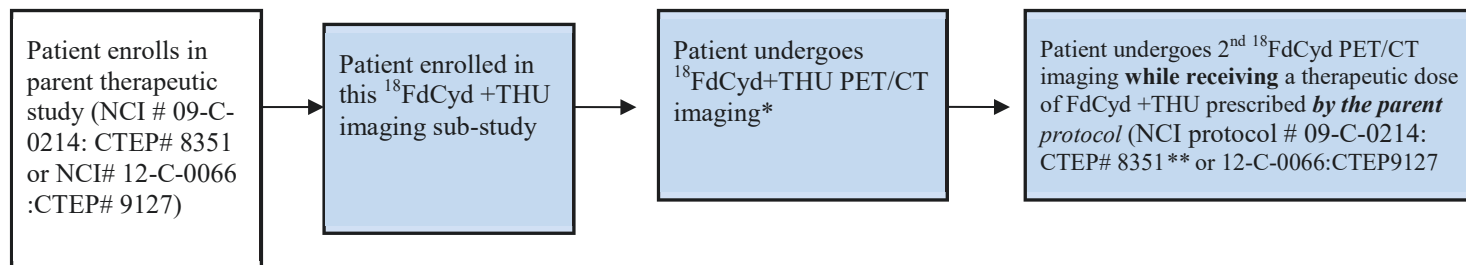 Patient enrolls in
parent therapeutic
study (NCI # 09-C-
0214: CTEP# 8351
or NCI# 12-C-0066
:CTEP# 9127)
Patient enrolled in
this ¹⁸FdCyd +THU
imaging sub-study
Patient undergoes
¹⁸FdCyd+THU PET/CT
imaging*
Patient undergoes 2ⁿᵈ ¹⁸FdCyd PET/CT
imaging while receiving a therapeutic dose
of FdCyd +THU prescribed by the parent
protocol (NCI protocol # 09-C-0214:
CTEP# 8351** or 12-C-0066:CTEP9127